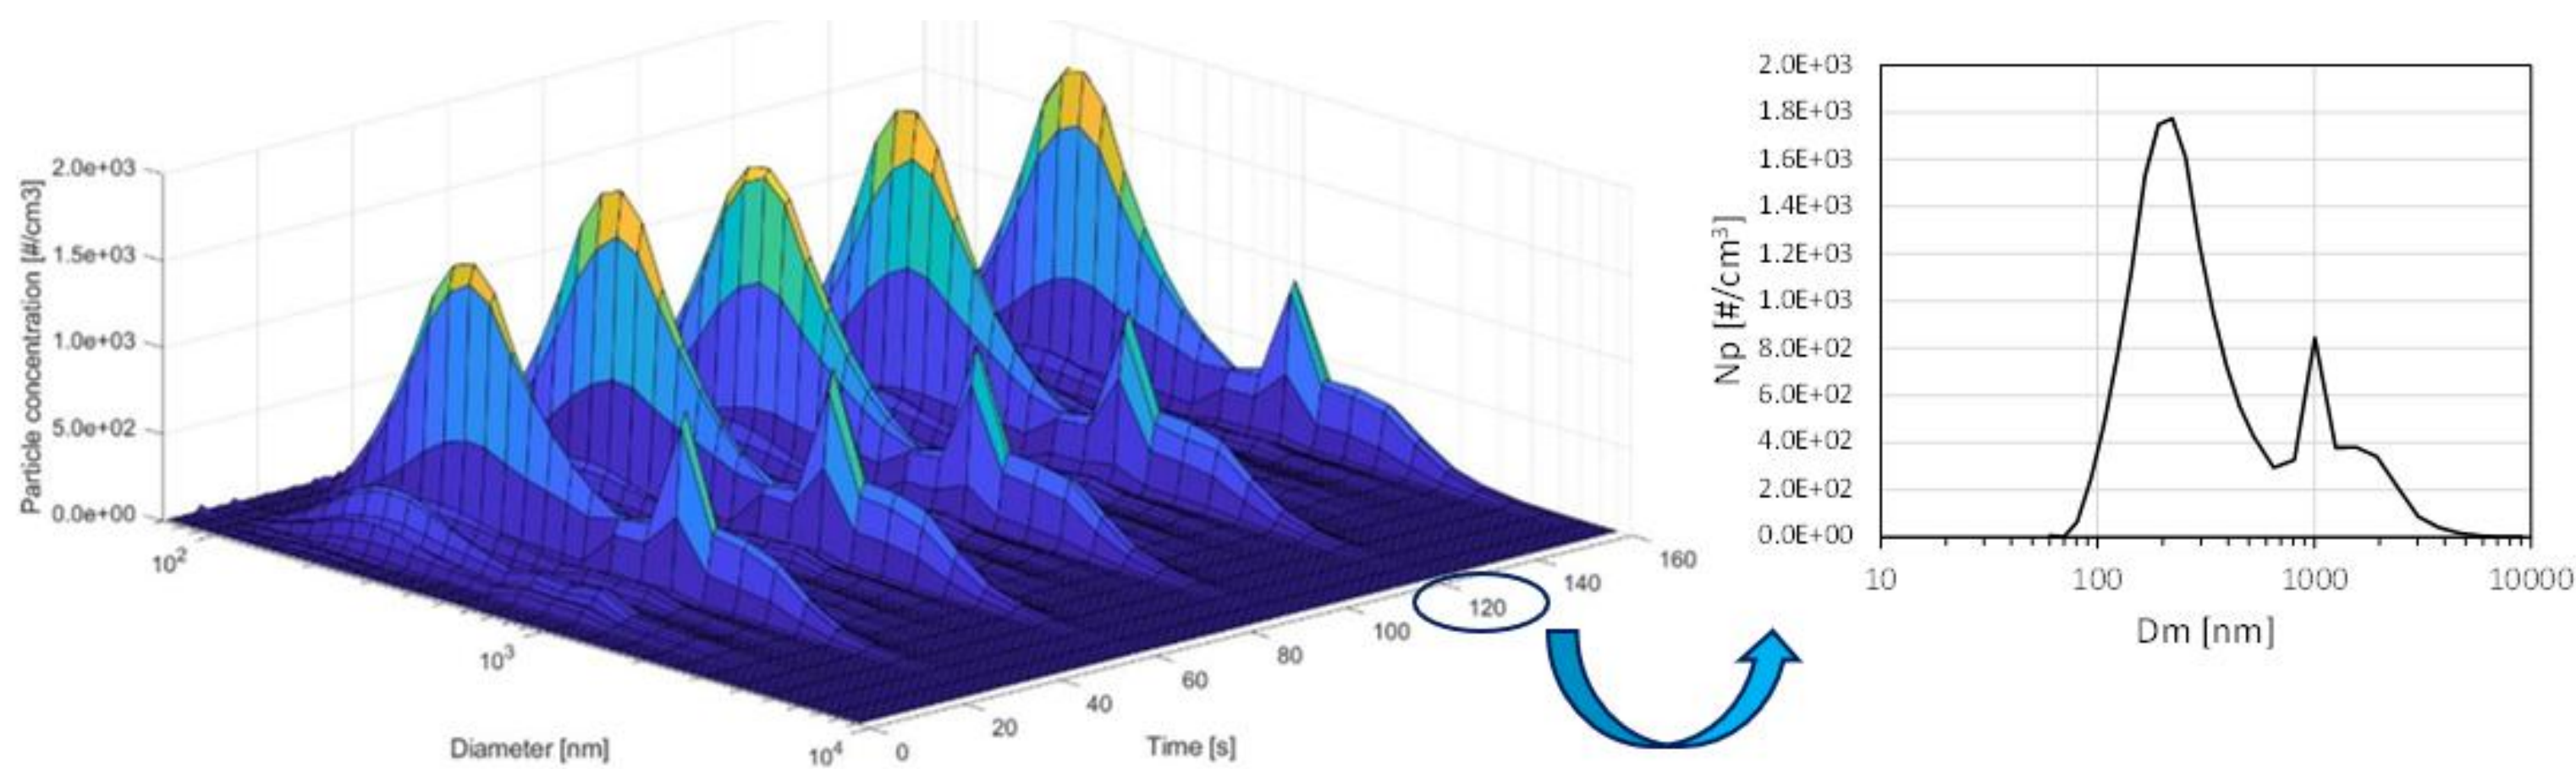 Particle concentration [#/cm3]
2.0e+03
1.5e+03
1.0e+03
5.0e+02
0.0e+00
10²
10³
10⁴
Diameter [nm]
0
20
40
60
80
100
120
140
160
Time [s]
Np [#/cm³]
2.0E+03
1.8E+03
1.6E+03
1.4E+03
1.2E+03
1.0E+03
8.0E+02
6.0E+02
4.0E+02
2.0E+02
0.0E+00
10
100
1000
10000
Dm [nm]